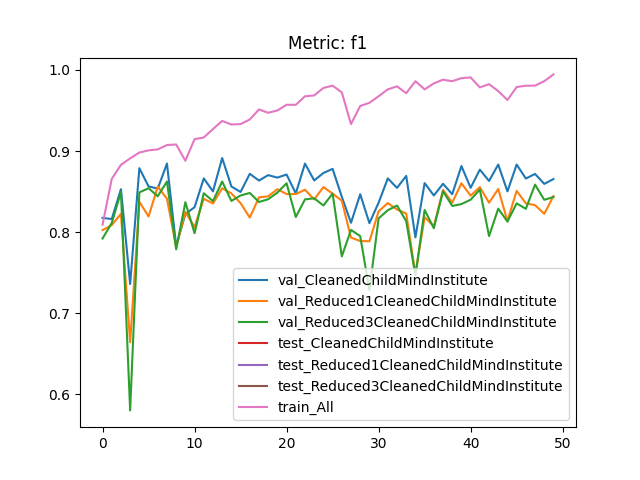 Metric: f1
1.0
0.9
0.8
0.7
0.6
val_CleanedChildMindInstitute
val_Reduced1CleanedChildMindInstitute
val_Reduced3CleanedChildMindInstitute
test_CleanedChildMindInstitute
test_Reduced1CleanedChildMindInstitute
test_Reduced3CleanedChildMindInstitute
train_All
0 10 20 30 40 50